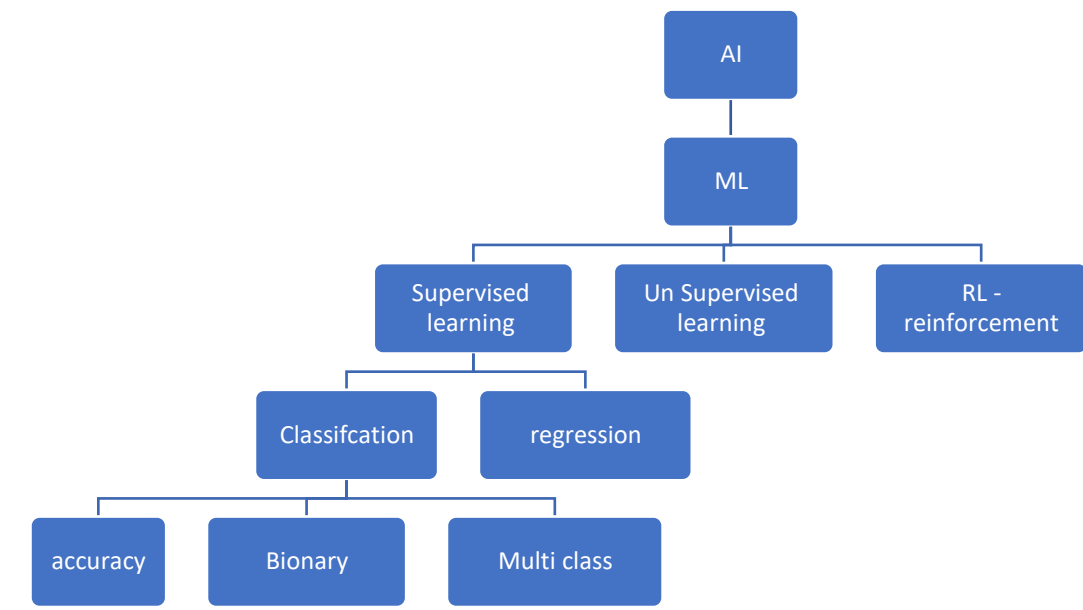 AI
ML
Supervised
learning
Un Supervised
learning
RL -
reinforcement
Classifcation
regression
accuracy
Bionary
Multi class